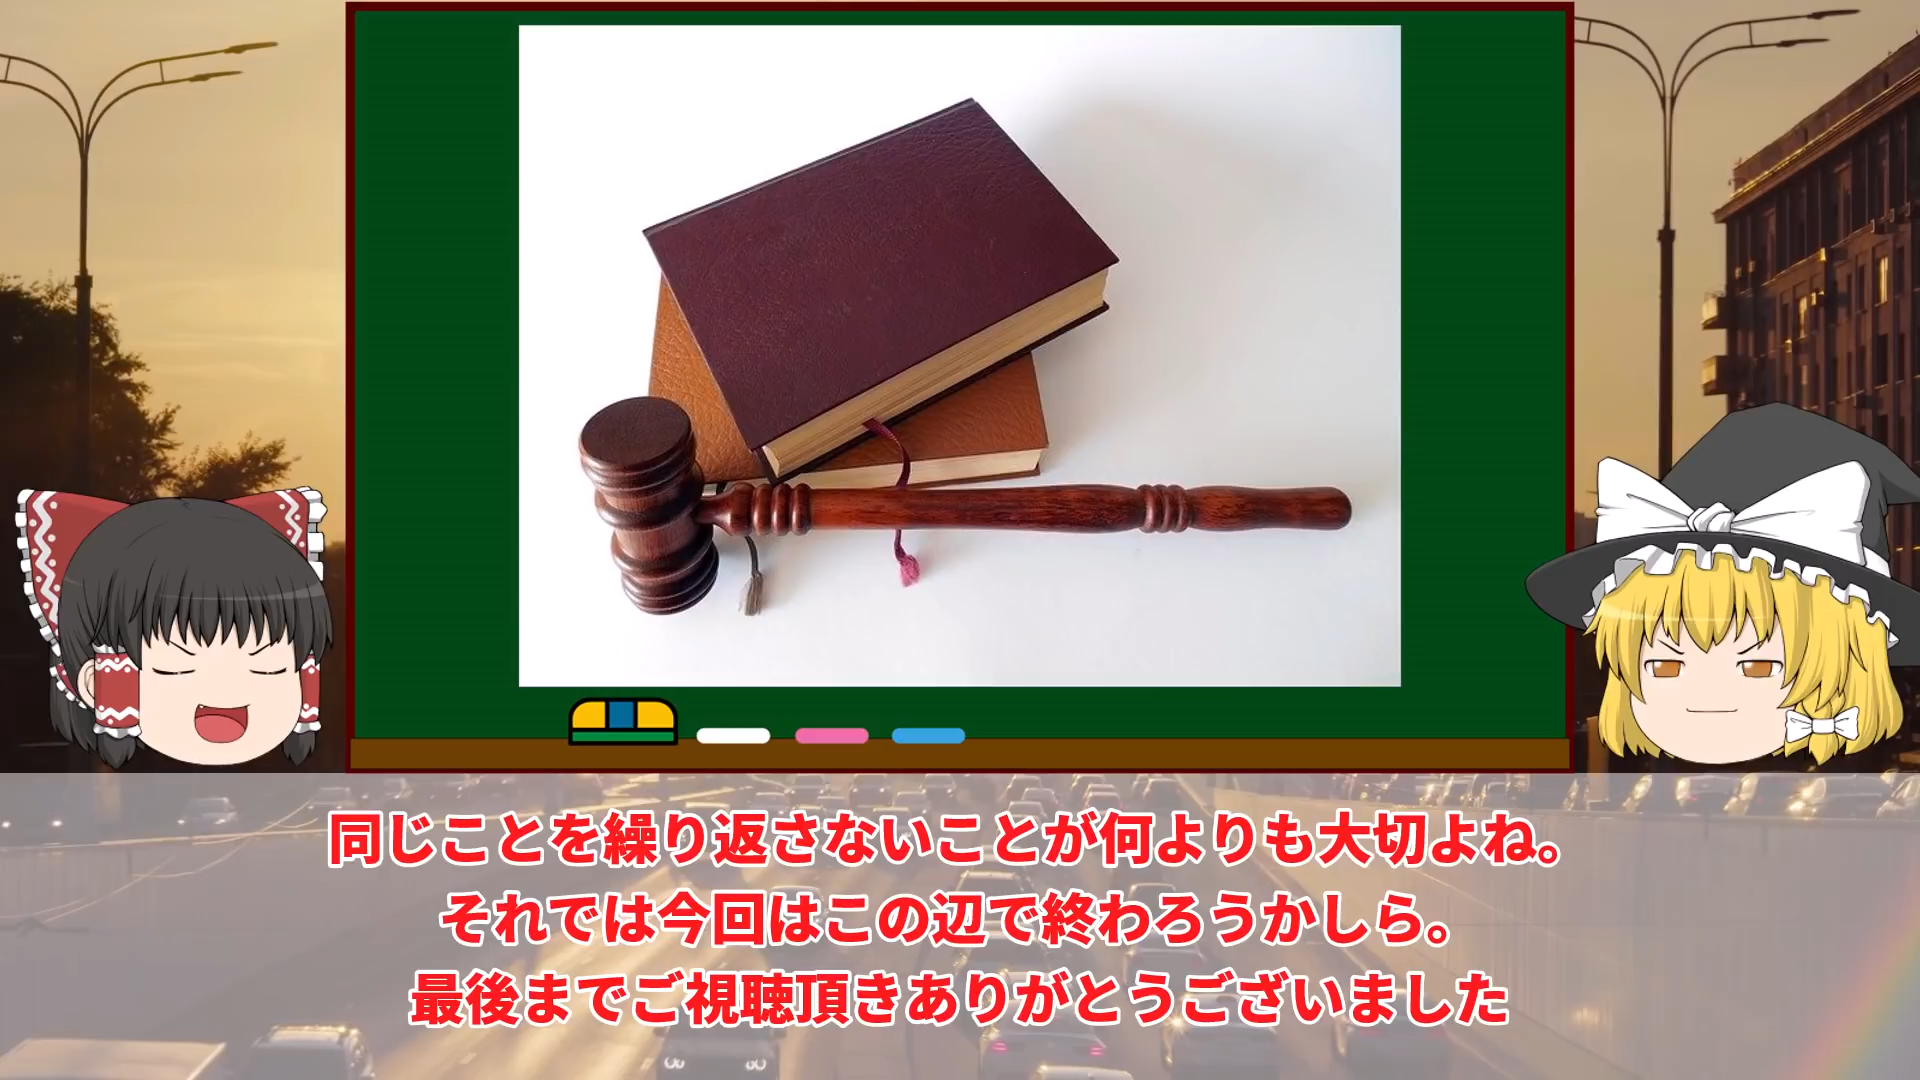 同じことを繰り返さないことが何よりも大切よね。
それでは今回はこの辺で終わろうかしら。
最後までご視聴頂きありがとうございました